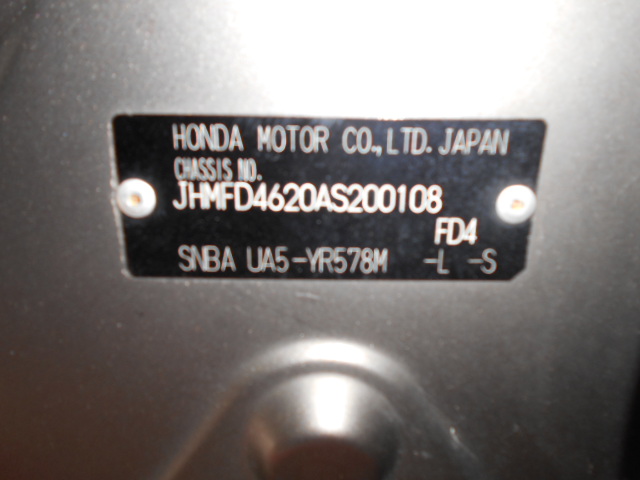 HONDA MOTOR CO.,LTD. JAPAN
CHASSIS NO.
JHMFD4620AS200108
FD4
SNBA UA5-YR578M -L -S